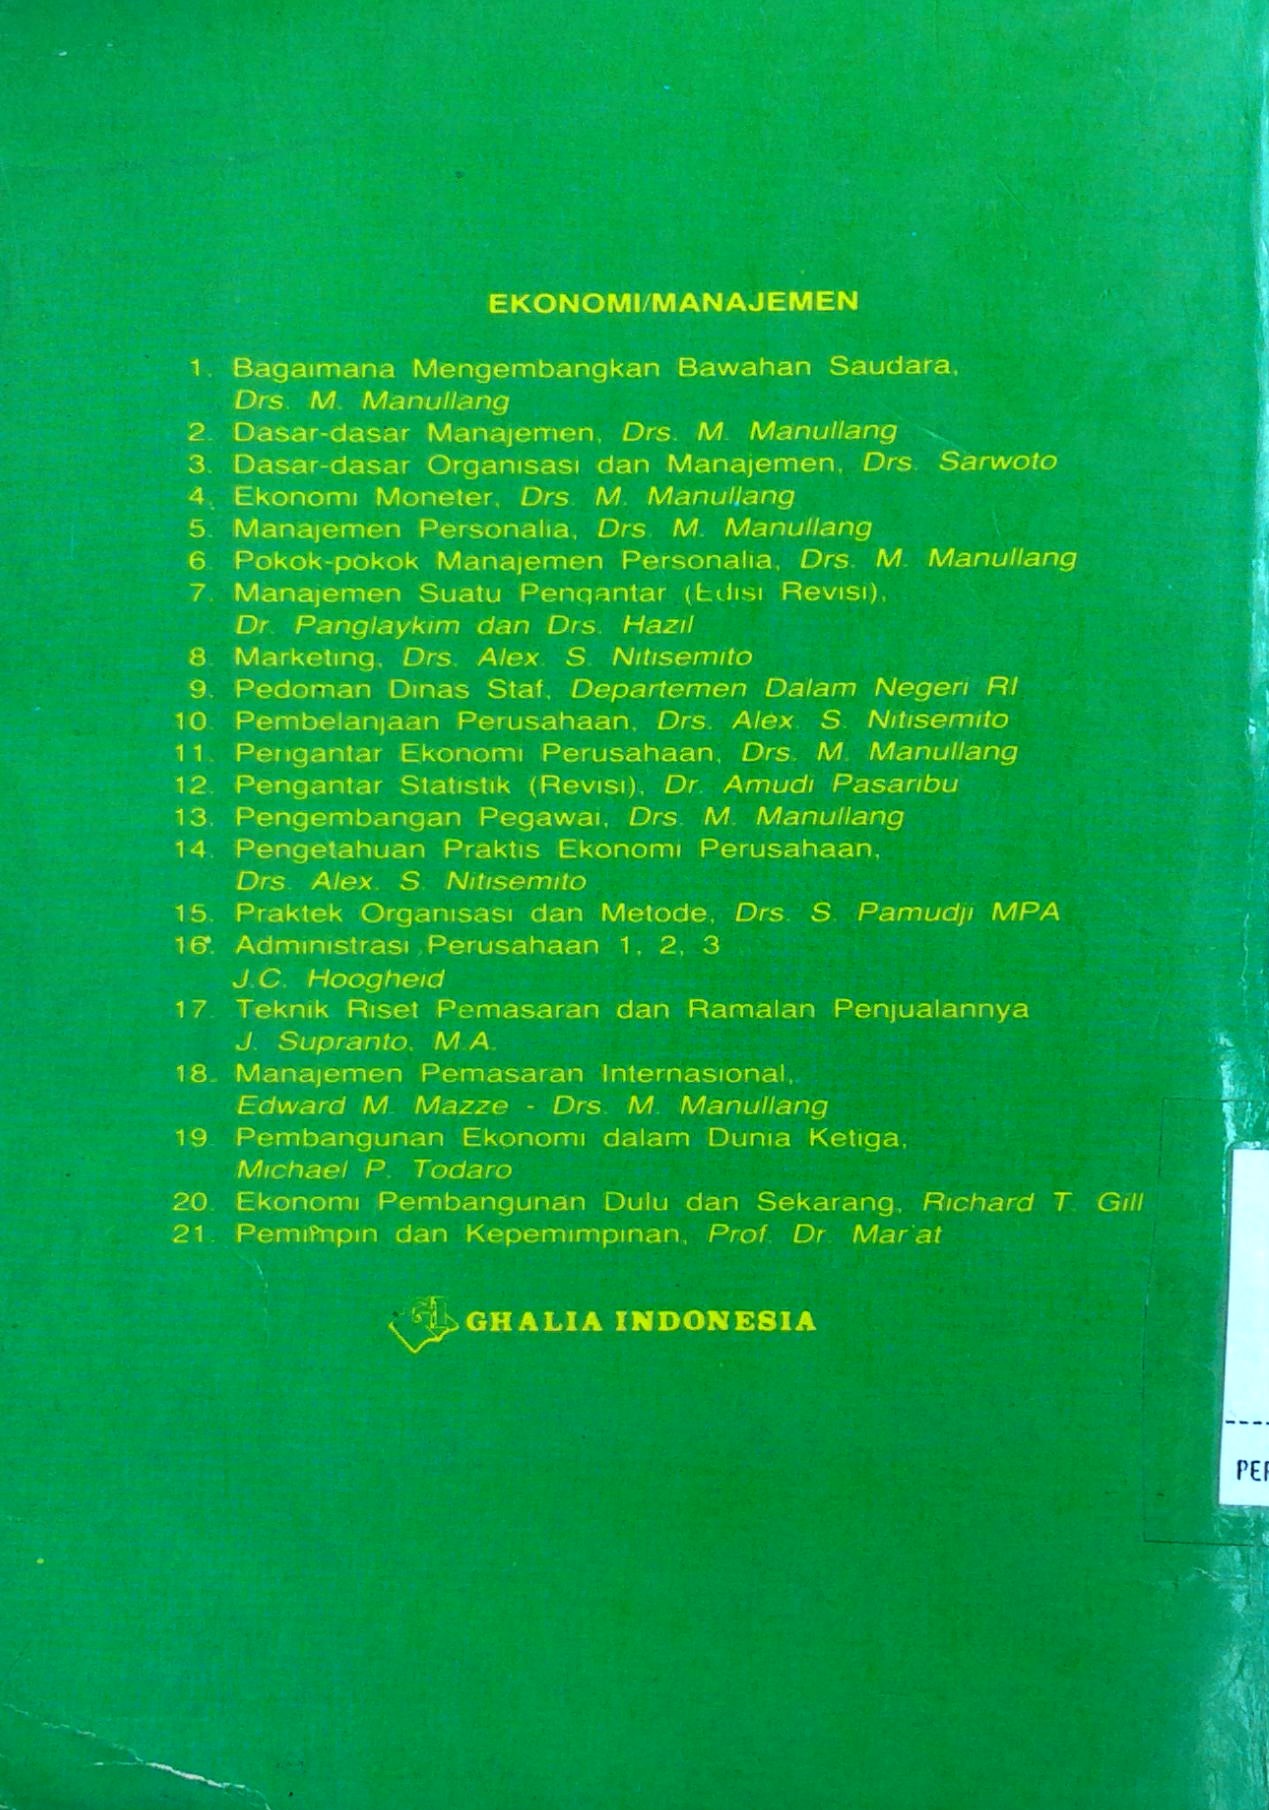 EKONOMI/MANAJEMEN
1. Bagaimana Mengembangkan Bawahan Saudara,
Drs. M. Manullang
2. Dasar-dasar Manajemen, Drs. M. Manullang
3. Dasar-dasar Organisasi dan Manajemen, Drs. Sarwoto
4. Ekonomi Moneter, Drs. M. Manullang
5. Manajemen Personalia, Drs. M. Manullang
6. Pokok-pokok Manajemen Personalia, Drs. M. Manullang
7. Manajemen Suatu Pengantar (Edisi Revisi),
Dr. Panglaykim dan Drs. Hazil
8. Marketing, Drs. Alex. S. Nitisemito
9. Pedoman Dinas Staf, Departemen Dalam Negeri RI
10. Pembelanjaan Perusahaan, Drs. Alex. S. Nitisemito
11. Pengantar Ekonomi Perusahaan, Drs. M. Manullang
12. Pengantar Statistik (Revisi), Dr. Amudi Pasaribu
13. Pengembangan Pegawai, Drs. M. Manullang
14. Pengetahuan Praktis Ekonomi Perusahaan,
Drs. Alex. S. Nitisemito
15. Praktek Organisasi dan Metode, Drs. S. Pamudji MPA
16. Administrasi Perusahaan 1, 2, 3
J.C. Hoogheid
17. Teknik Riset Pemasaran dan Ramalan Penjualannya
J. Supranto, M.A.
18. Manajemen Pemasaran Internasional,
Edward M. Mazze - Drs. M. Manullang
19. Pembangunan Ekonomi dalam Dunia Ketiga,
Michael P. Todaro
20. Ekonomi Pembangunan Dulu dan Sekarang, Richard T. Gill
21. Pemimpin dan Kepemimpinan, Prof. Dr. Mar'at
GHALIA INDONESIA